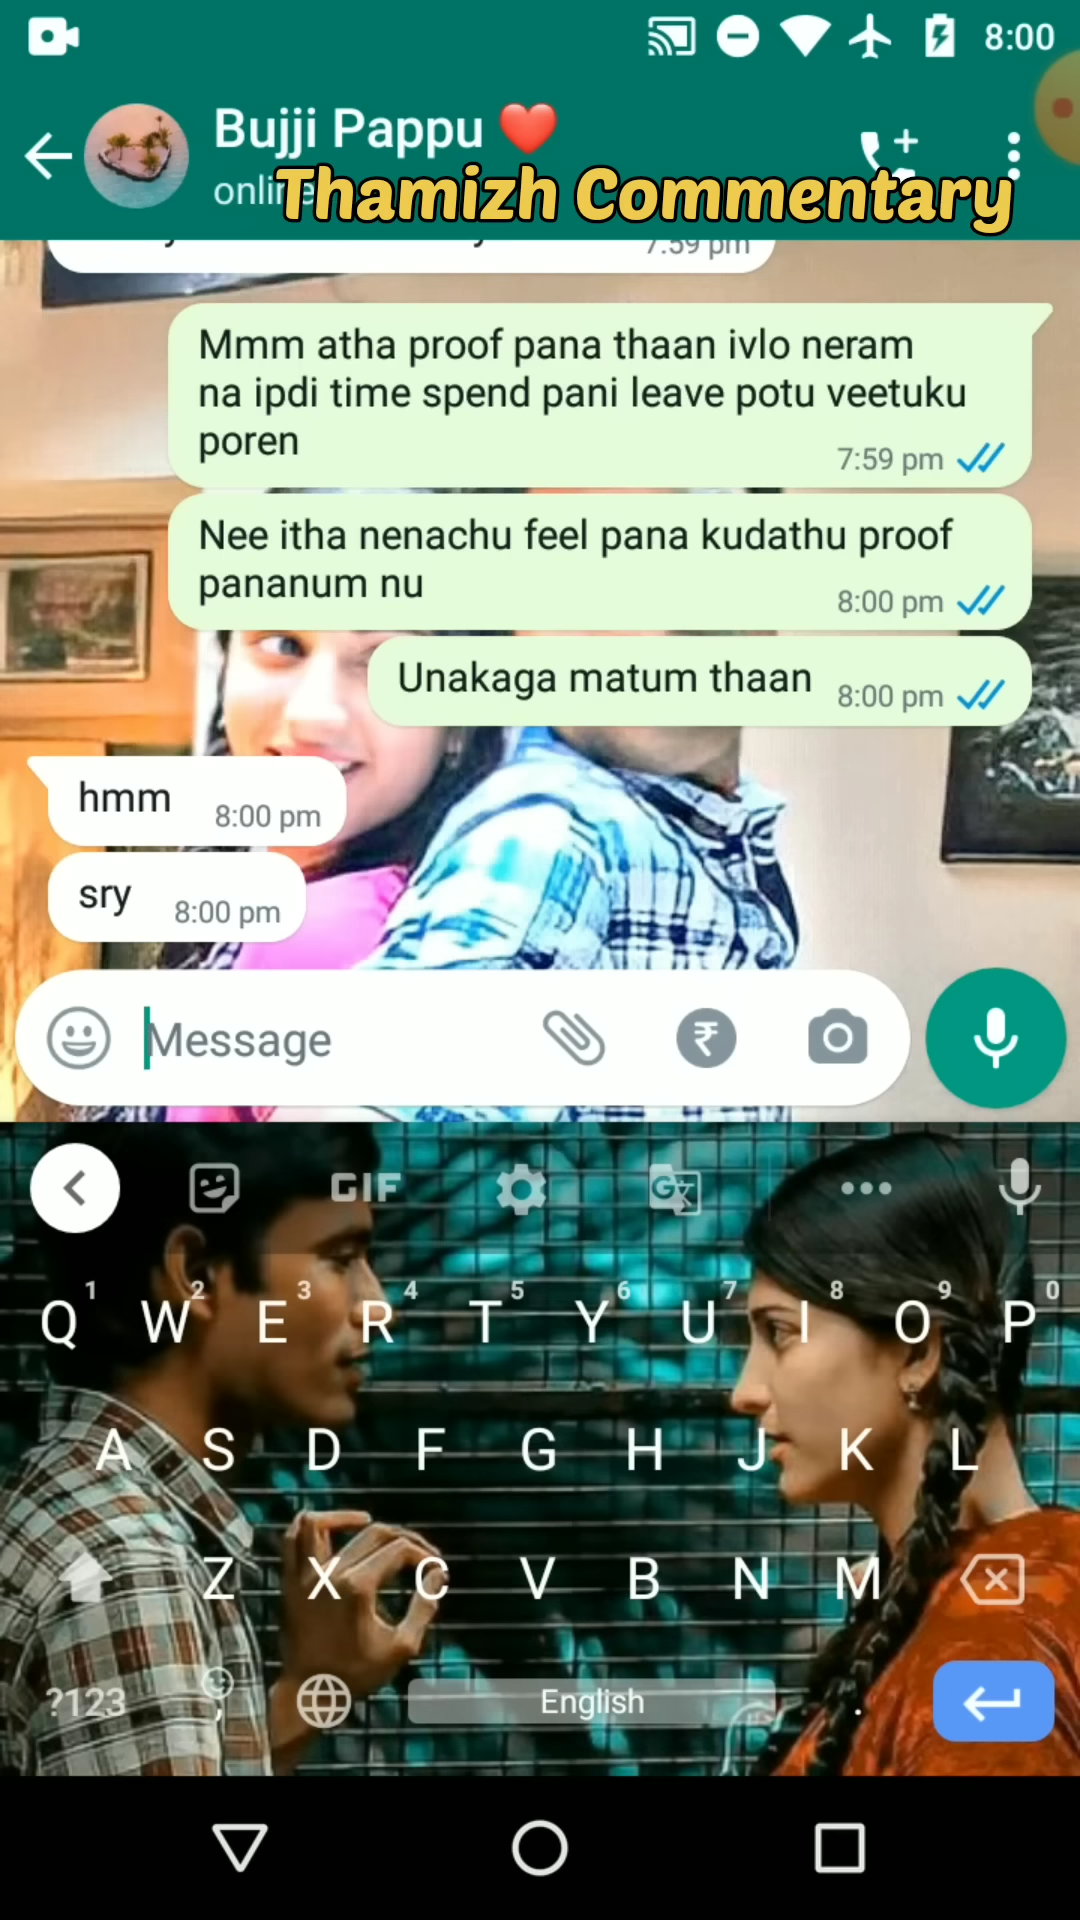 8:00
Bujji Pappu ❤️
online
Thamizh Commentary
7:59 pm
Mmm atha proof pana thaan ivlo neram
na ipdi time spend pani leave potu veetuku
poren
7:59 pm
Nee itha nenachu feel pana kudathu proof
pananum nu
8:00 pm
Unakaga matum thaan
8:00 pm
hmm
8:00 pm
sry
8:00 pm
Message
GIF
1 2 3 4 5 6 7 8 9 0
Q W E R T Y U I O P
A S D F G H J K L
Z X C V B N M
?123 , English .